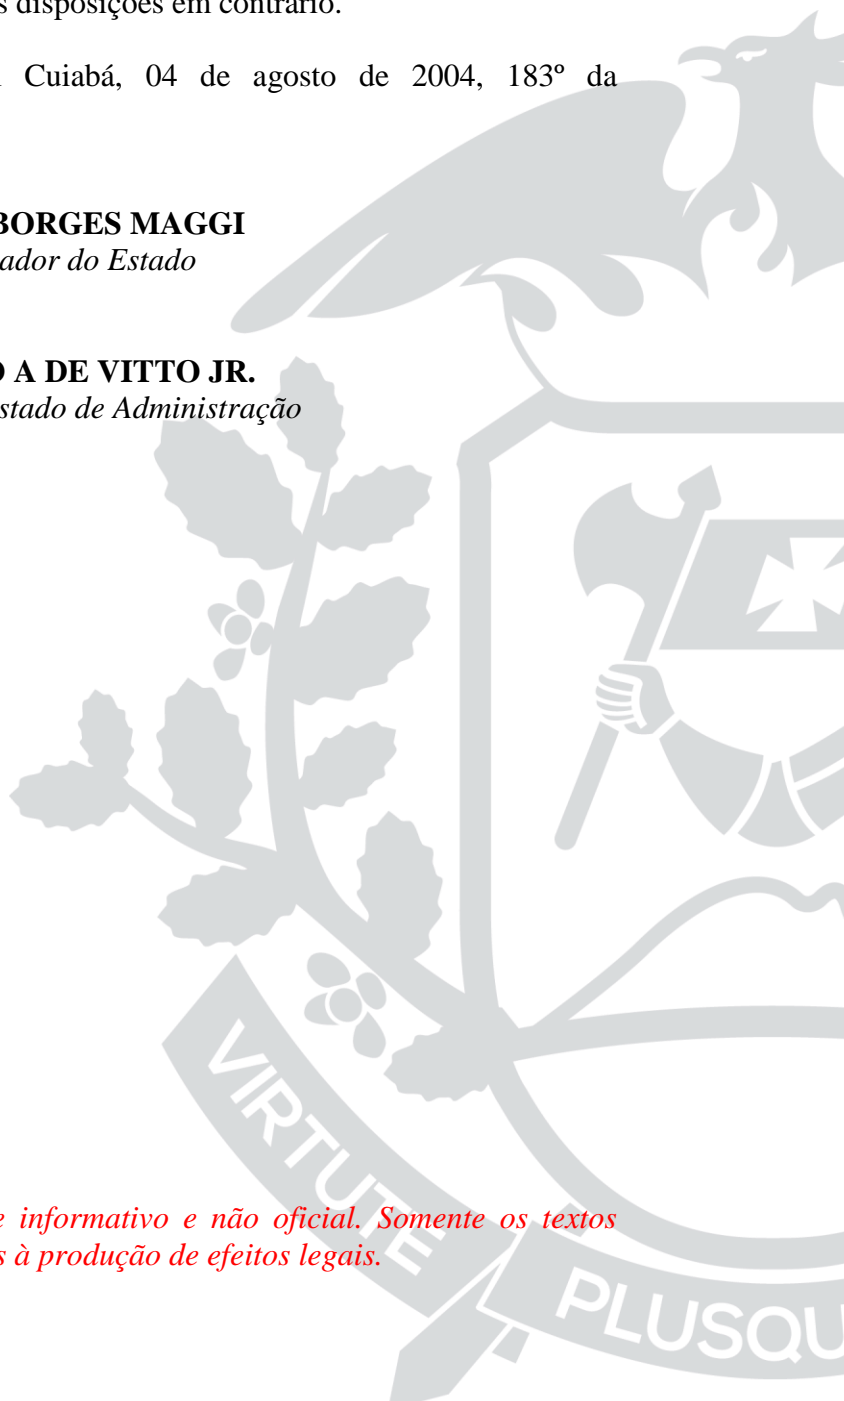 s disposições em contrário.
Cuiabá, 04 de agosto de 2004, 183º da
BORGES MAGGI
ador do Estado
O A DE VITTO JR.
stado de Administração
e informativo e não oficial. Somente os textos
s à produção de efeitos legais.
VIRTUTE
PLUSQU